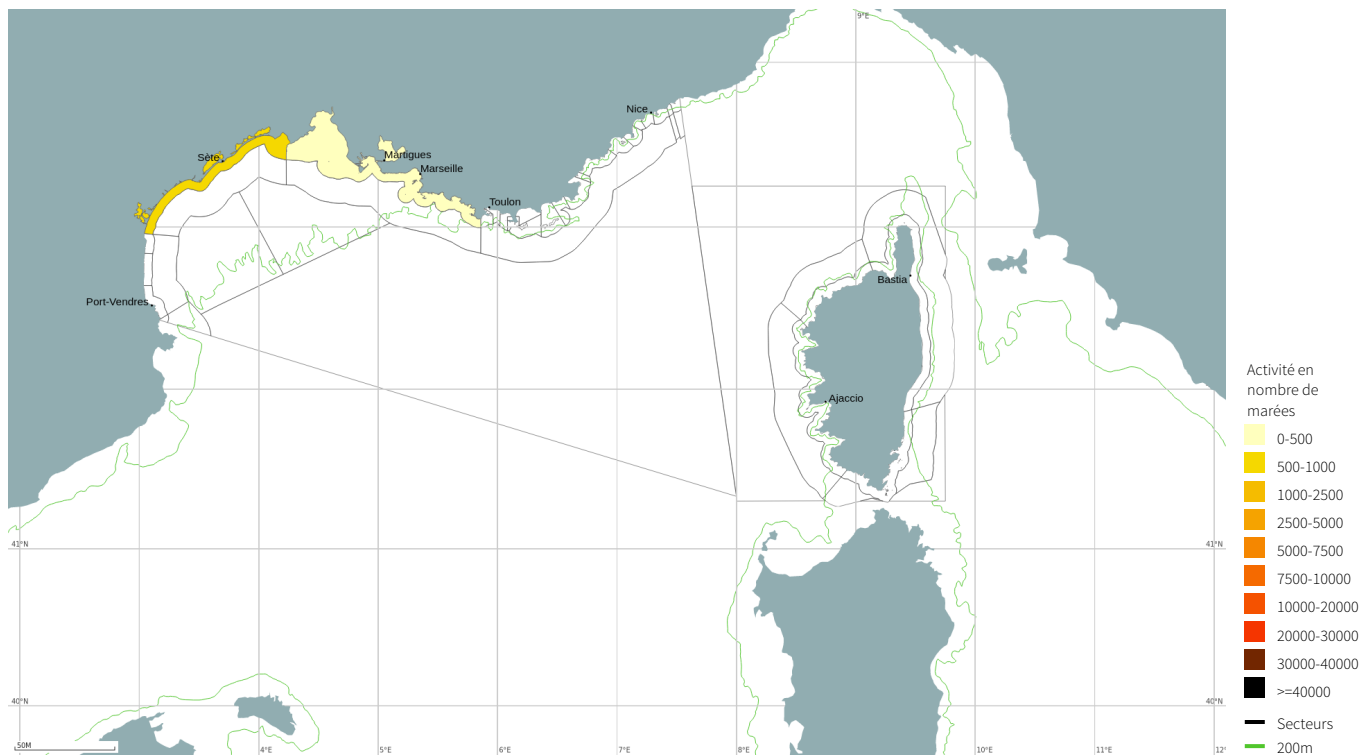 9°E
Nice
Sète
Martigues
Marseille
Toulon
Bastia
Port-Vendres
Ajaccio
41°N
41°N
40°N
40°N
50M
4°E
5°E
6°E
7°E
8°E
10°E
11°E
12°
Activité en
nombre de
marées
0-500
500-1000
1000-2500
2500-5000
5000-7500
7500-10000
10000-20000
20000-30000
30000-40000
>=40000
Secteurs
200m